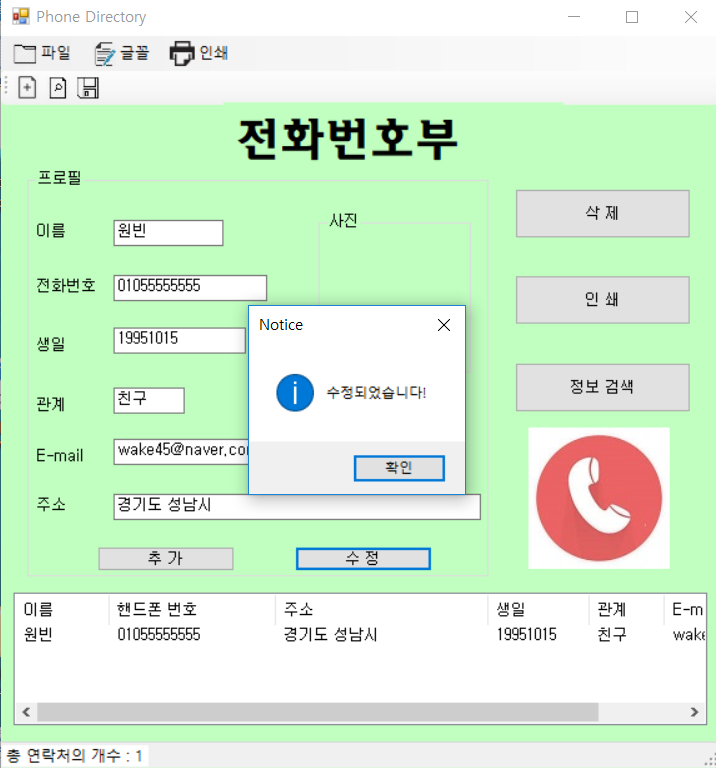 Phone Directory
파일 글꼴 인쇄
전화번호부
프로필
이름 원빈
사진
전화번호 01055555555
생일 19951015
관계 친구
E-mail wake45@naver.co
주소 경기도 성남시
추 가 수 정
삭 제
인 쇄
정보 검색
Notice
수정되었습니다!
확인
이름 핸드폰 번호 주소 생일 관계 E-m
원빈 01055555555 경기도 성남시 19951015 친구 wake
총 연락처의 개수 : 1